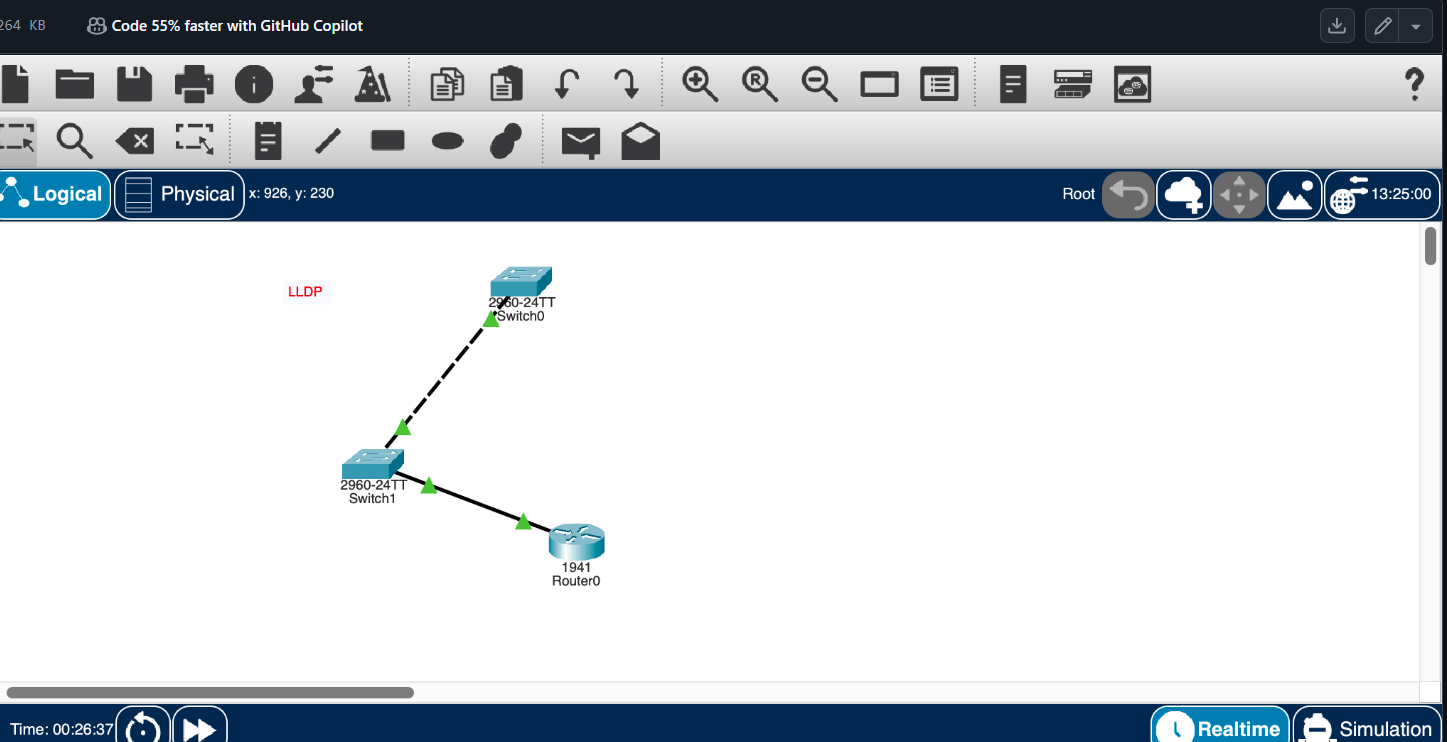 264 KB
Code 55% faster with GitHub Copilot
Logical
Physical
x: 926, y: 230
Root
13:25:00
LLDP
2960-24TT
Switch0
2960-24TT
Switch1
1941
Router0
Time: 00:26:37
Realtime
Simulation